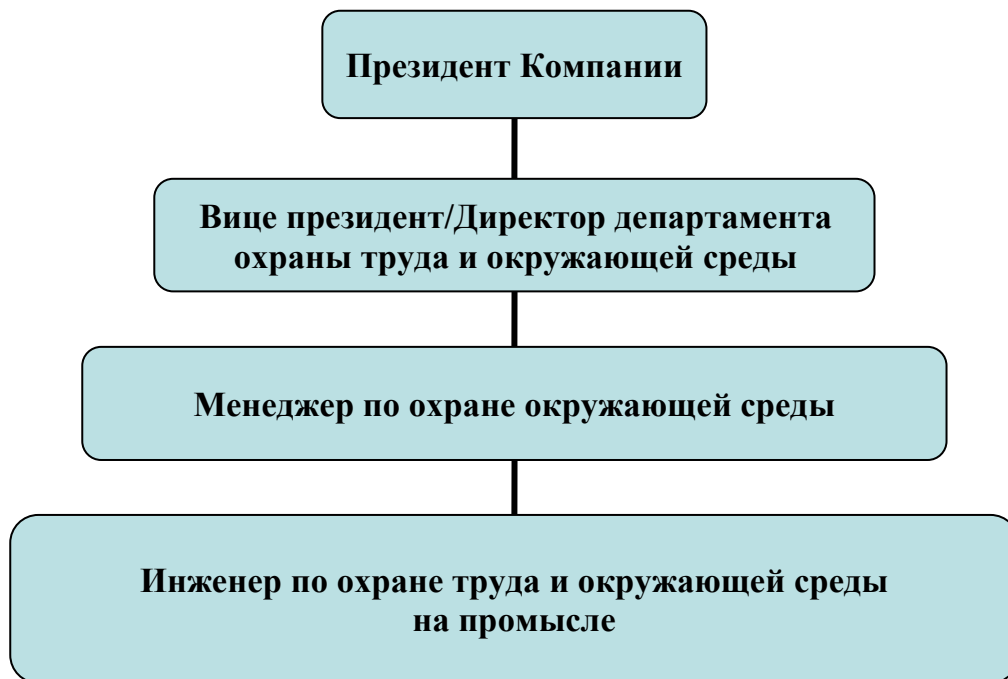 Президент Компании
Вице президент/Директор департамента
охраны труда и окружающей среды
Менеджер по охране окружающей среды
Инженер по охране труда и окружающей среды
на промысле